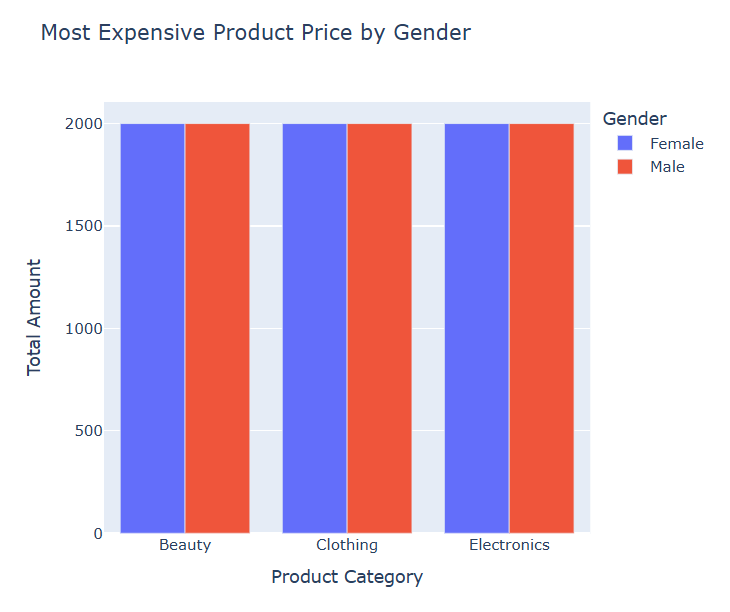 Most Expensive Product Price by Gender
Gender
Female
Male
Total Amount
2000
1500
1000
500
0
Beauty
Clothing
Electronics
Product Category